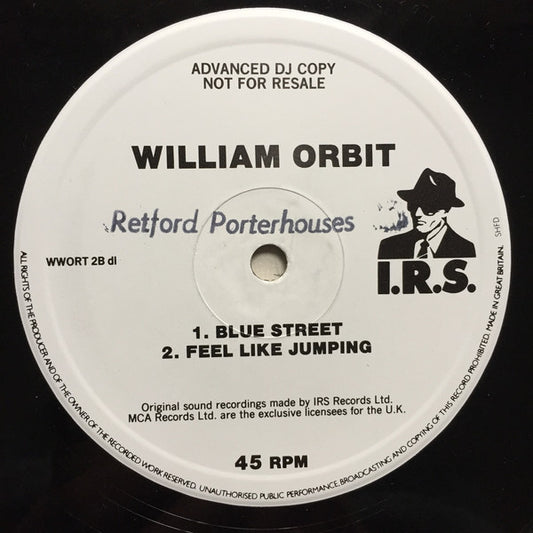 ADVANCED DJ COPY
NOT FOR RESALE
WILLIAM ORBIT
Retford Porterhouses
I.R.S.
SHFD
WWORT 2B dl
1. BLUE STREET
2. FEEL LIKE JUMPING
Original sound recordings made by IRS Records Ltd.
MCA Records Ltd. are the exclusive licensees for the U.K.
45 RPM
ALL RIGHTS OF THE PRODUCER AND OF THE OWNER OF THE RECORDED WORK RESERVED. UNAUTHORISED PUBLIC PERFORMANCE, BROADCASTING AND COPYING OF THIS RECORD PROHIBITED. MADE IN GREAT BRITAIN.